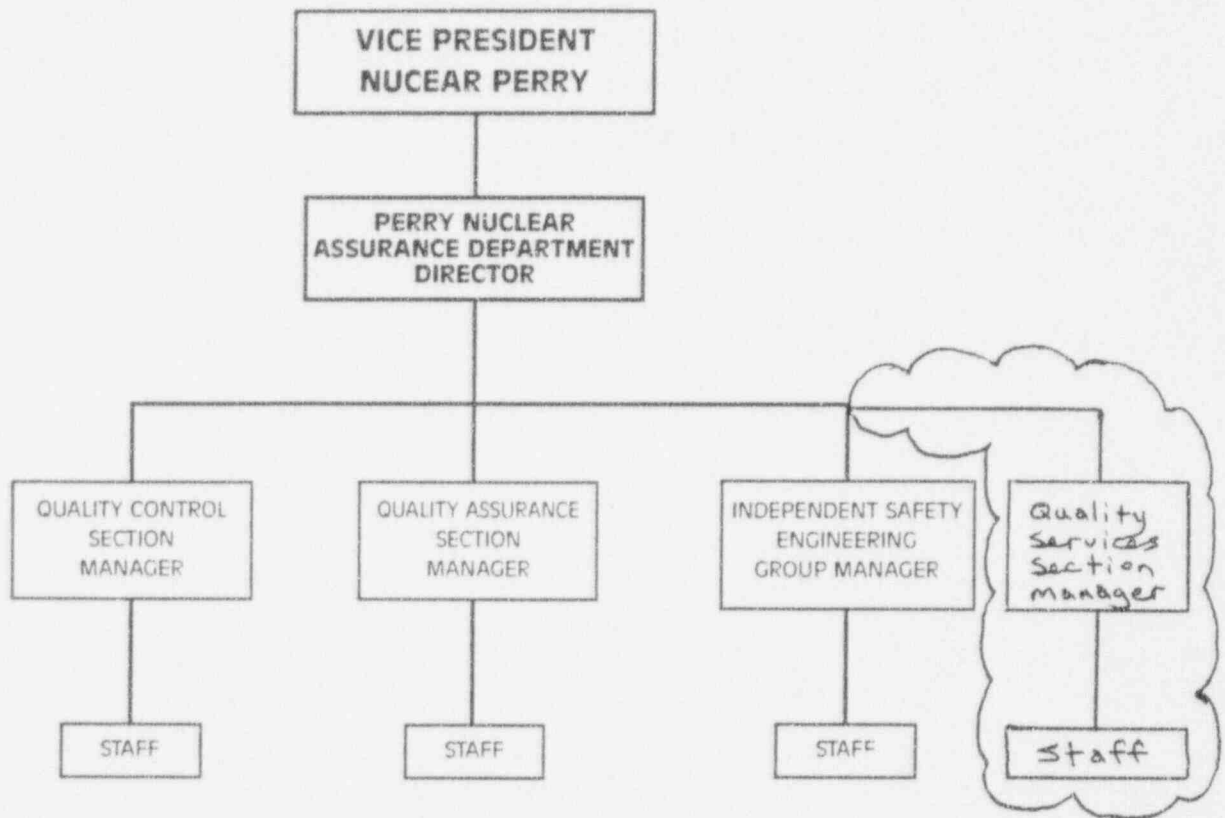 VICE PRESIDENT
NUCEAR PERRY
PERRY NUCLEAR
ASSURANCE DEPARTMENT
DIRECTOR
QUALITY CONTROL
SECTION
MANAGER
QUALITY ASSURANCE
SECTION
MANAGER
INDEPENDENT SAFETY
ENGINEERING
GROUP MANAGER
Quality
Services
Section
manager
STAFF
STAFF
STAFF
Staff